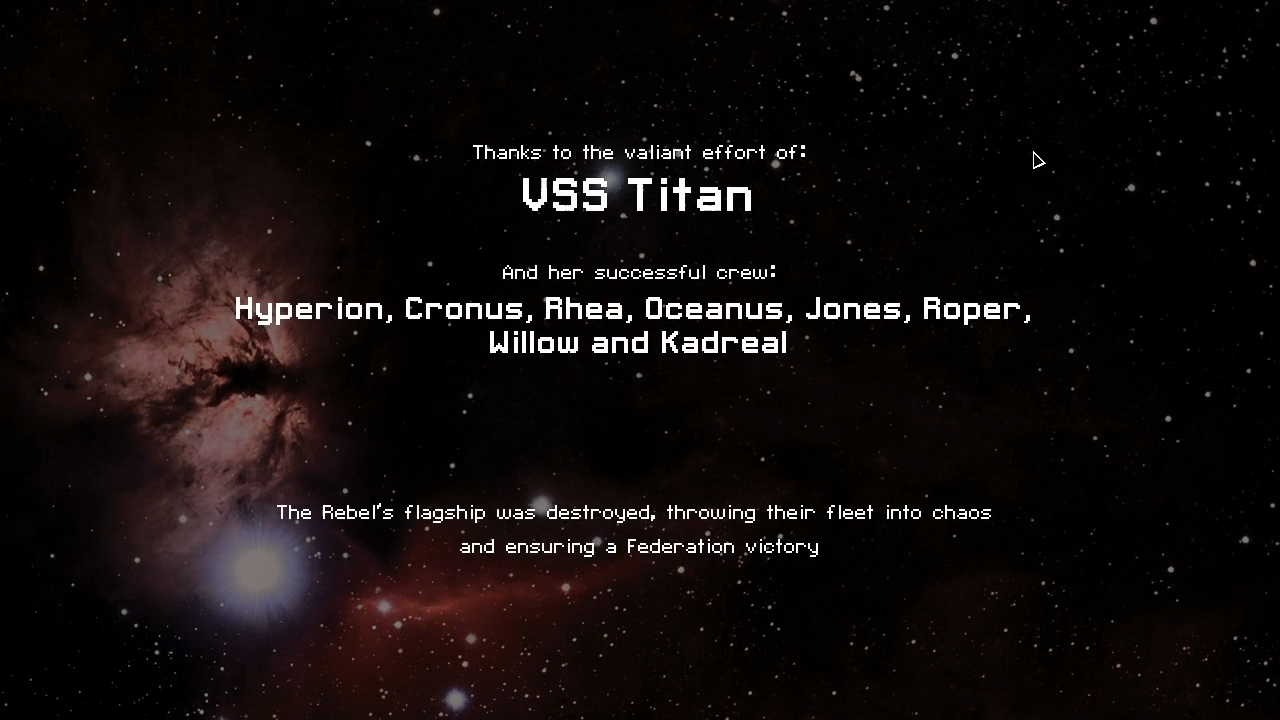 Thanks to the valiant effort of:
VSS Titan
And her successful crew:
Hyperion, Cronus, Rhea, Oceanus, Jones, Roper,
Willow and Kadreal
The Rebel's flagship was destroyed, throwing their fleet into chaos
and ensuring a Federation victory